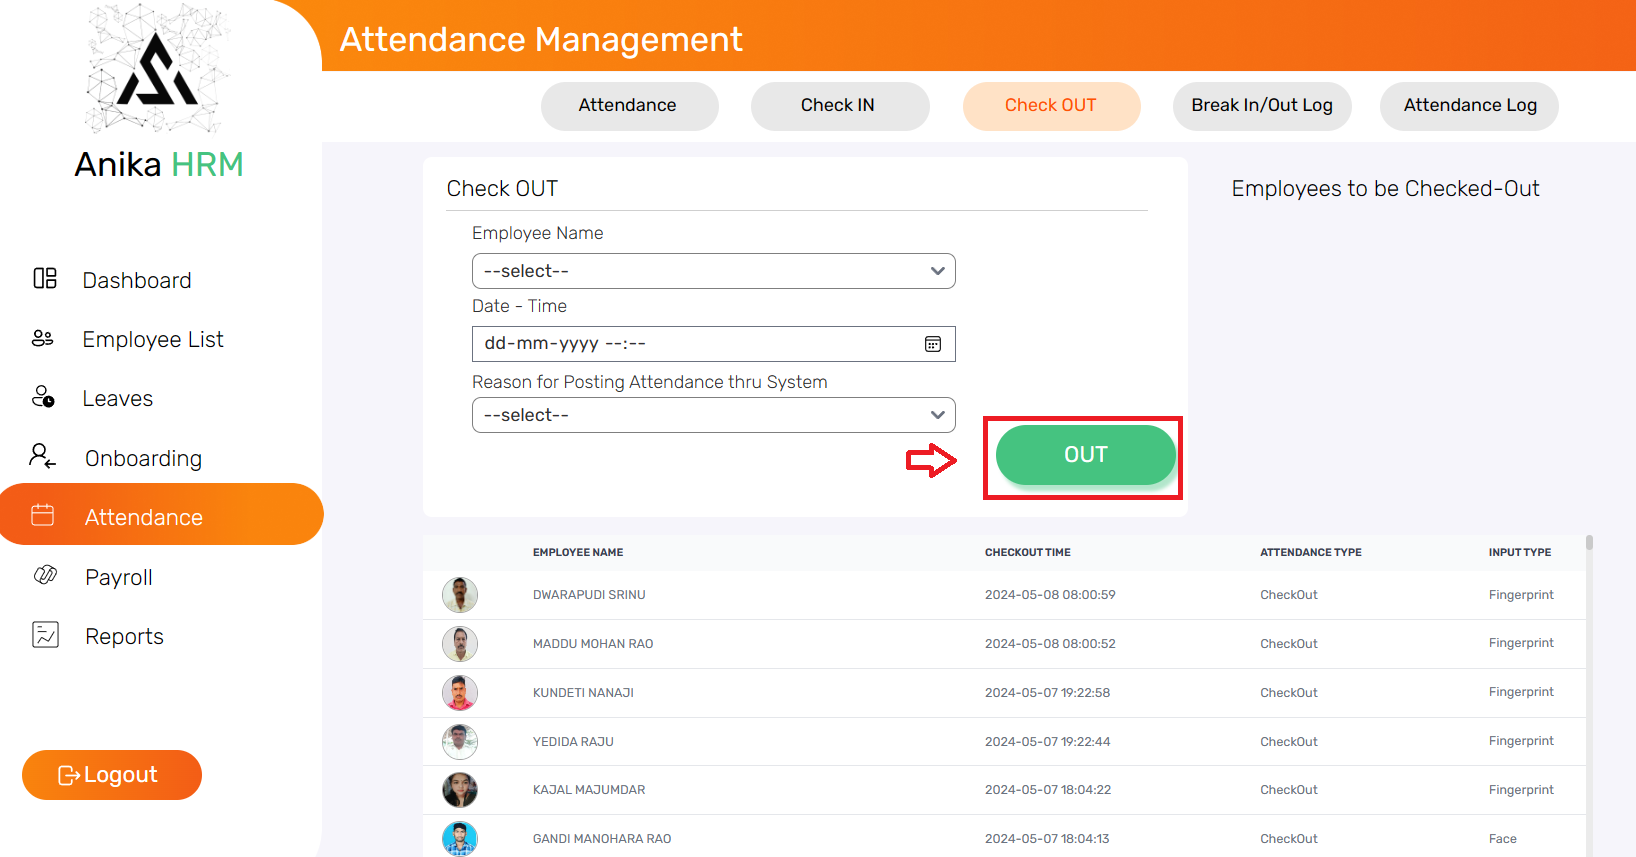 Attendance Management
Anika HRM
Attendance
Check IN
Check OUT
Break In/Out Log
Attendance Log
Dashboard
Employee List
Leaves
Onboarding
Attendance
Payroll
Reports
Logout
Check OUT
Employee Name
--select--
Date - Time
dd-mm-yyyy --:--
Reason for Posting Attendance thru System
--select--
OUT
Employees to be Checked-Out
EMPLOYEE NAME CHECKOUT TIME ATTENDANCE TYPE INPUT TYPE
DWARAPUDI SRINU 2024-05-08 08:00:59 CheckOut Fingerprint
MADDU MOHAN RAO 2024-05-08 08:00:52 CheckOut Fingerprint
KUNDETI NANAJI 2024-05-07 19:22:58 CheckOut Fingerprint
YEDIDA RAJU 2024-05-07 19:22:44 CheckOut Fingerprint
KAJAL MAJUMDAR 2024-05-07 18:04:22 CheckOut Fingerprint
GANDI MANOHARA RAO 2024-05-07 18:04:13 CheckOut Face